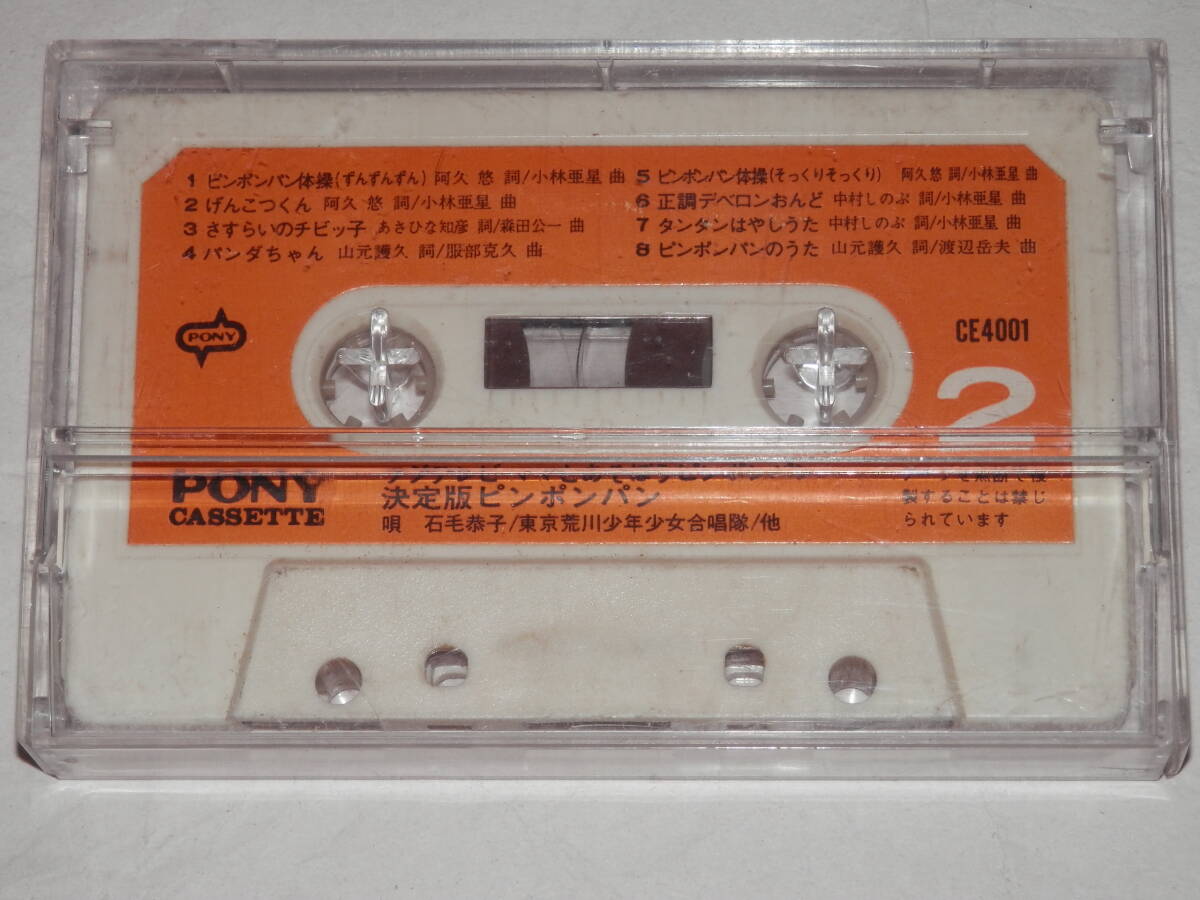 1 ピンポンパン体操(ずんずんずん) 阿久 悠 詞/小林亜星 曲
2 げんこつくん 阿久 悠 詞/小林亜星 曲
3 さすらいのチビッ子 あさひな知彦 詞/森田公一 曲
4 パンダちゃん 山元護久 詞/服部克久 曲
5 ピンポンパン体操(そっくりそっくり) 阿久悠 詞/小林亜星 曲
6 正調デベロンおんど 中村しのぶ 詞/小林亜星 曲
7 タンタンはやしうた 中村しのぶ 詞/小林亜星 曲
8 ピンポンパンのうた 山元護久 詞/渡辺岳夫 曲
PONY
CE4001
2
PONY
CASSETTE
決定版ピンポンパン
唄 石毛恭子/東京荒川少年少女合唱隊/他
製することは禁じ
られています